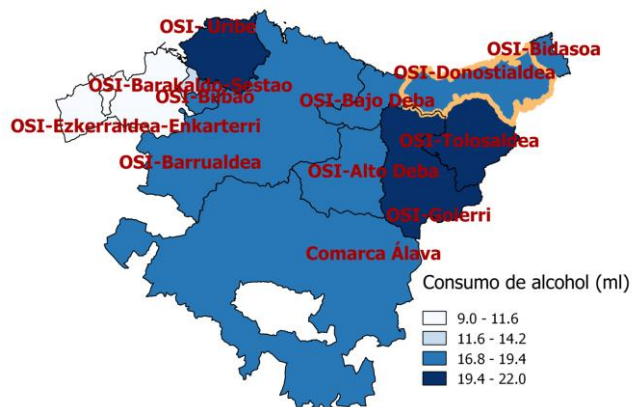 OSI-Uribe
OSI-Bidasoa
OSI-Donostialdea
OSI-Barakaldo-Sestao
OSI-Bilbao
OSI-Bajo Deba
OSI-Ezkerraldea-Enkarterri
OSI-Tolosaldea
OSI-Barrualdea
OSI-Alto Deba
OSI-Goierri
Comarca Álava
Consumo de alcohol (ml)
9.0 - 11.6
11.6 - 14.2
16.8 - 19.4
19.4 - 22.0